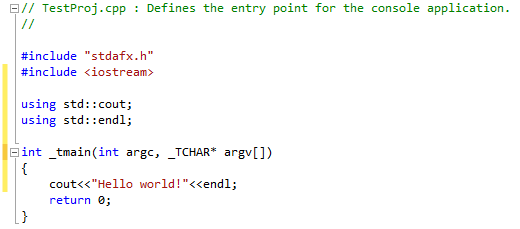 // TestProj.cpp : Defines the entry point for the console application.
//
#include "stdafx.h"
#include <iostream>
using std::cout;
using std::endl;
int _tmain(int argc, _TCHAR* argv[])
{
    cout<<"Hello world!"<<endl;
    return 0;
}